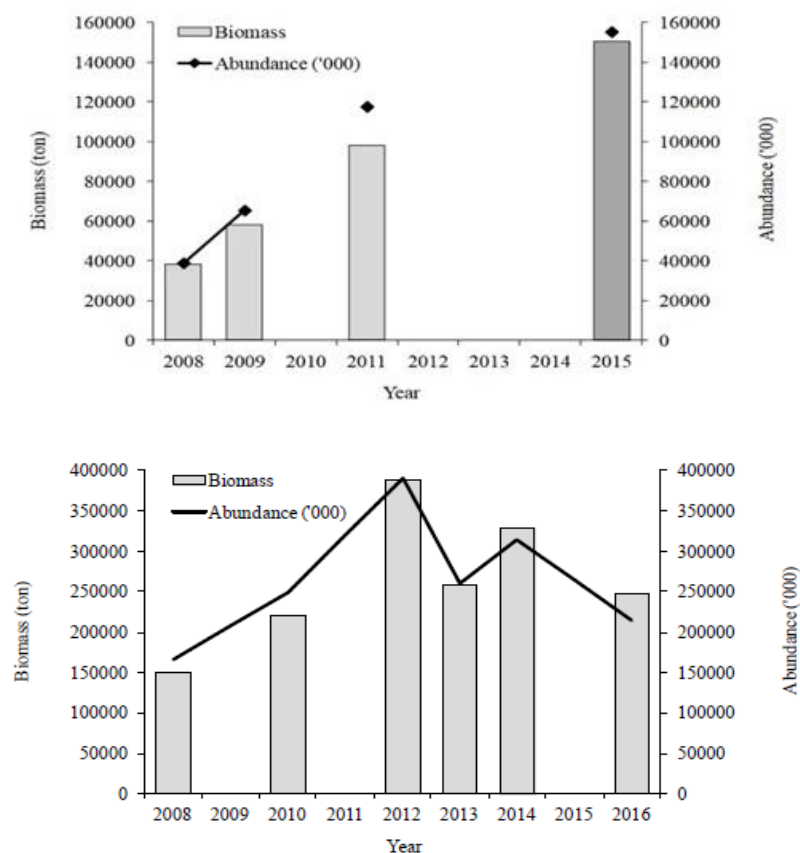 160000 160000
Biomass
140000 140000
Abundance ('000)
120000 120000
100000 100000
80000 80000
60000 60000
40000 40000
20000 20000
0 0
Biomass (ton)
Abundance ('000)
2008 2009 2010 2011 2012 2013 2014 2015
Year
400000 400000
Biomass
350000 350000
Abundance ('000)
300000 300000
250000 250000
200000 200000
150000 150000
100000 100000
50000 50000
0 0
Biomass (ton)
Abundance ('000)
2008 2009 2010 2011 2012 2013 2014 2015 2016
Year